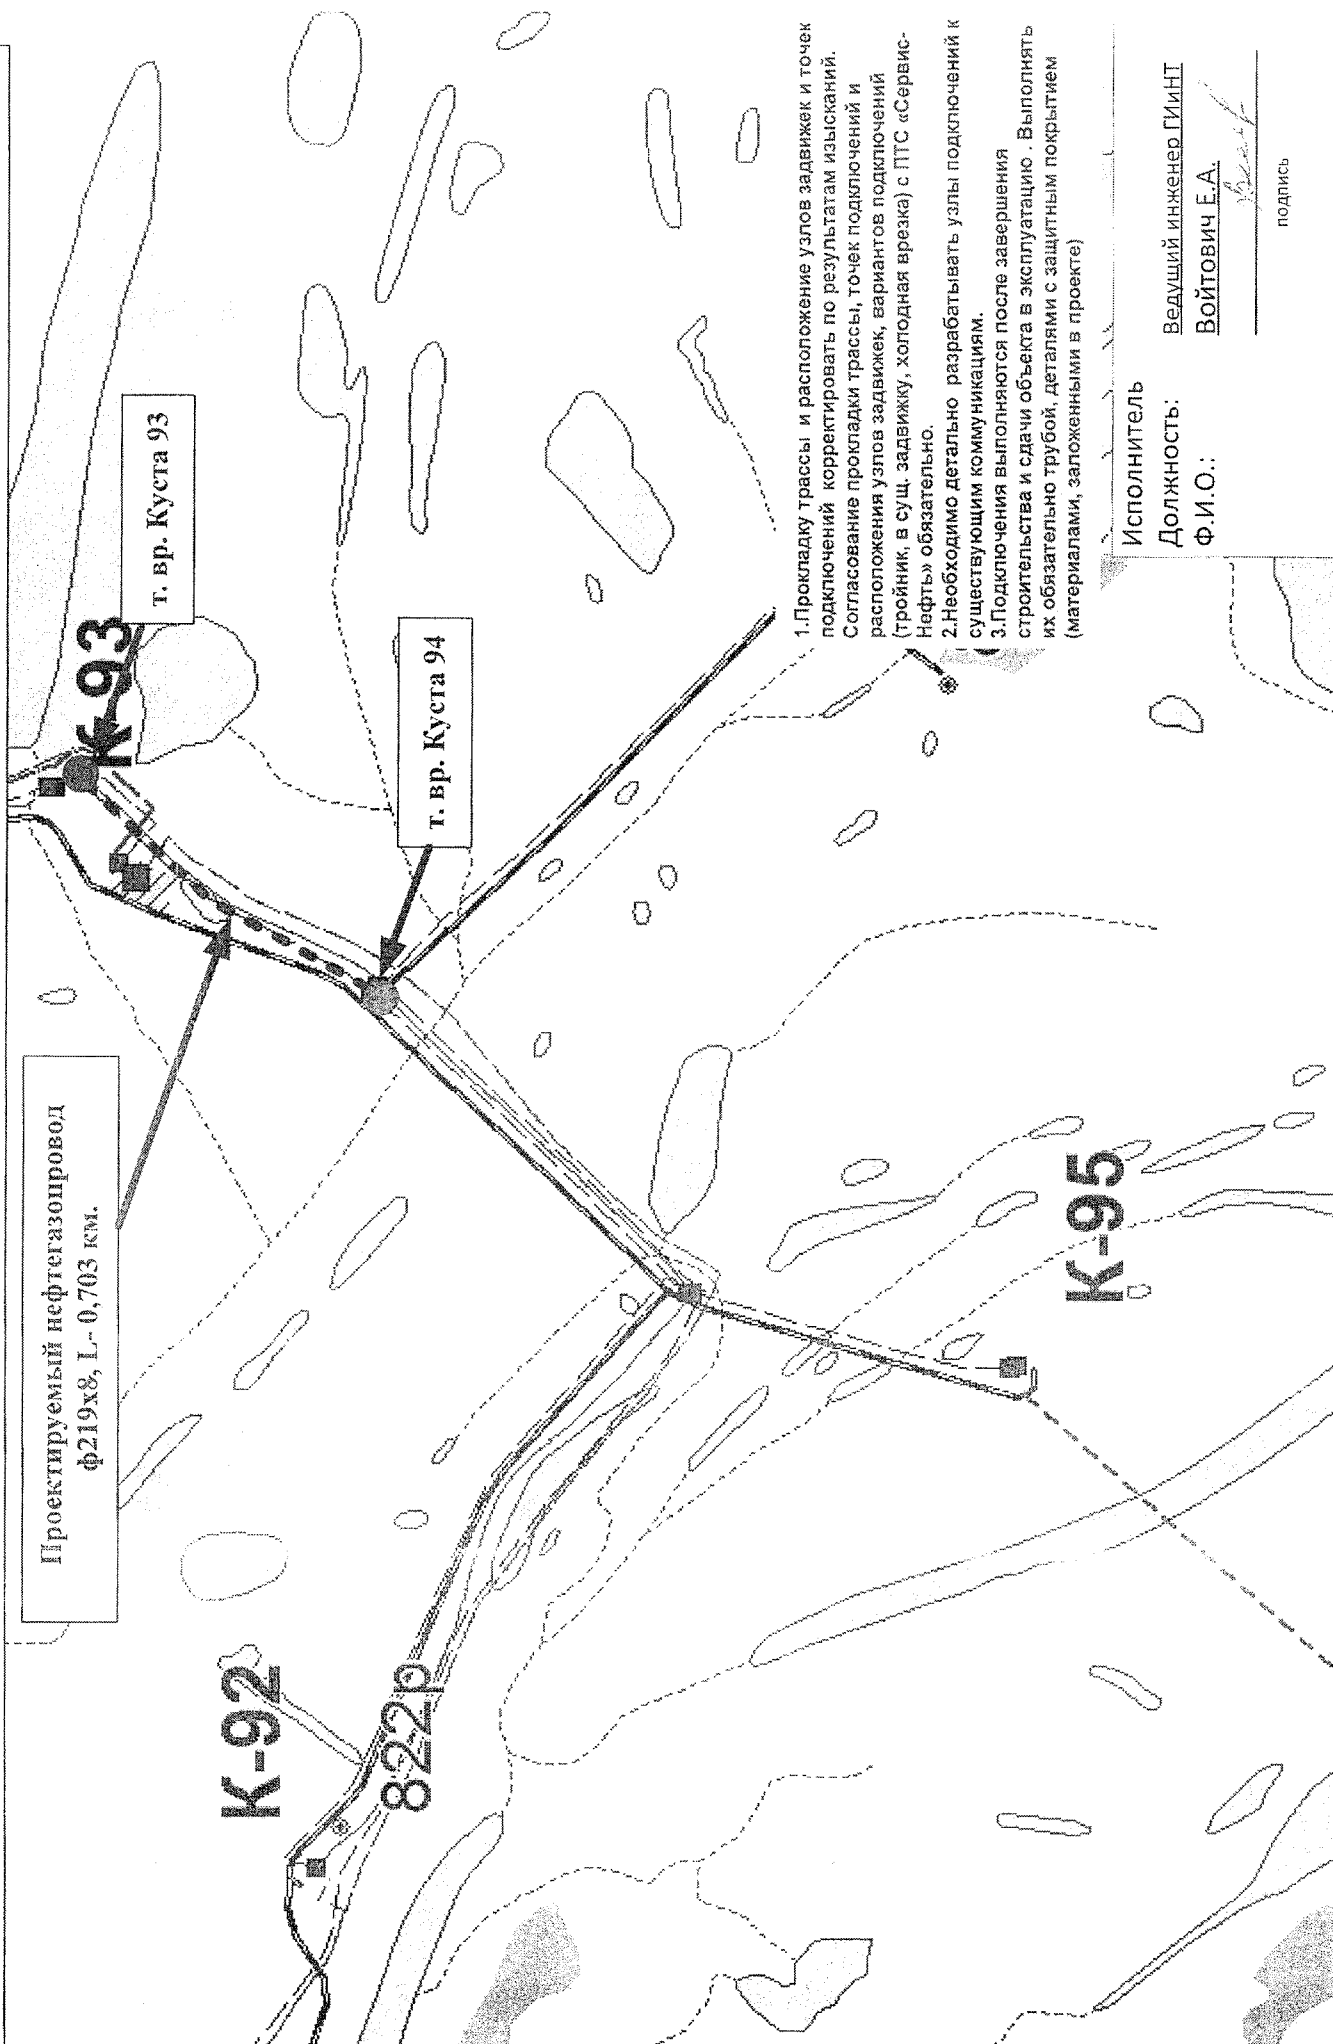 Проектируемый нефтегазопровод
ф219х8, L- 0,703 км.
т. вр. Куста 93
К-93
т. вр. Куста 94
К-92
822р
К-95
1.Прокладку трассы и расположение узлов задвижек и точек
подключений корректировать по результатам изысканий.
Согласование прокладки трассы, точек подключений и
расположения узлов задвижек, вариантов подключений
(тройник, в сущ. задвижку, холодная врезка) с ПТС «Сервис-
Нефть» обязательно.
2.Необходимо детально разрабатывать узлы подключений к
существующим коммуникациям.
3.Подключения выполняются после завершения
строительства и сдачи объекта в эксплуатацию . Выполнять
их обязательно трубой, деталями с защитным покрытием
(материалами, заложенными в проекте)
Исполнитель
Должность: Ведущий инженер ГИиНТ
Ф.И.О.: Войтович Е.А.
подпись